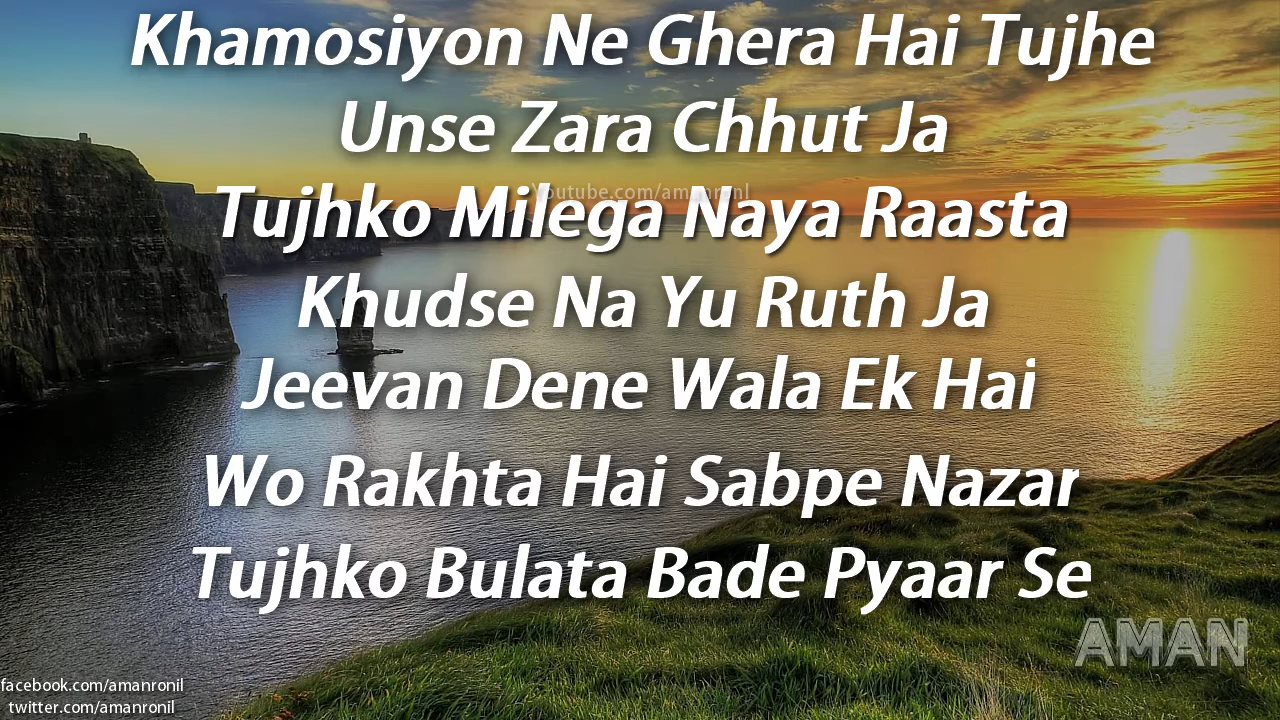 Khamosiyon Ne Ghera Hai Tujhe
Unse Zara Chhut Ja
Youtube.com/amanronil
Tujhko Milega Naya Raasta
Khudse Na Yu Ruth Ja
Jeevan Dene Wala Ek Hai
Wo Rakhta Hai Sabpe Nazar
Tujhko Bulata Bade Pyaar Se
AMAN
facebook.com/amanronil
twitter.com/amanronil